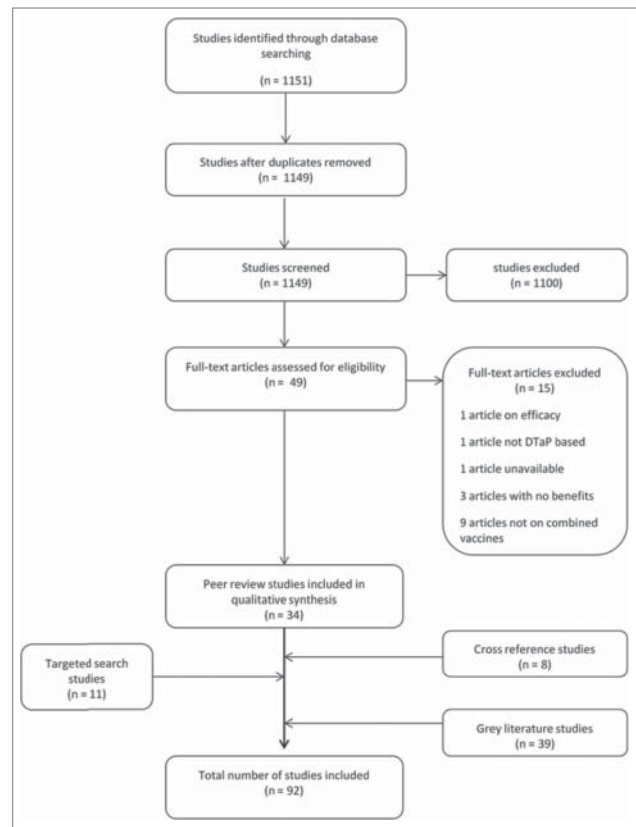 Studies identified through database
searching
(n = 1151)
Studies after duplicates removed
(n = 1149)
Studies screened
(n = 1149)
studies excluded
(n = 1100)
Full-text articles assessed for eligibility
(n = 49)
Full-text articles excluded
(n = 15)
1 article on efficacy
1 article not DTaP based
1 article unavailable
3 articles with no benefits
9 articles not on combined
vaccines
Peer review studies included in
qualitative synthesis
(n = 34)
Cross reference studies
(n = 8)
Targeted search
studies
(n = 11)
Grey literature studies
(n = 39)
Total number of studies included
(n = 92)